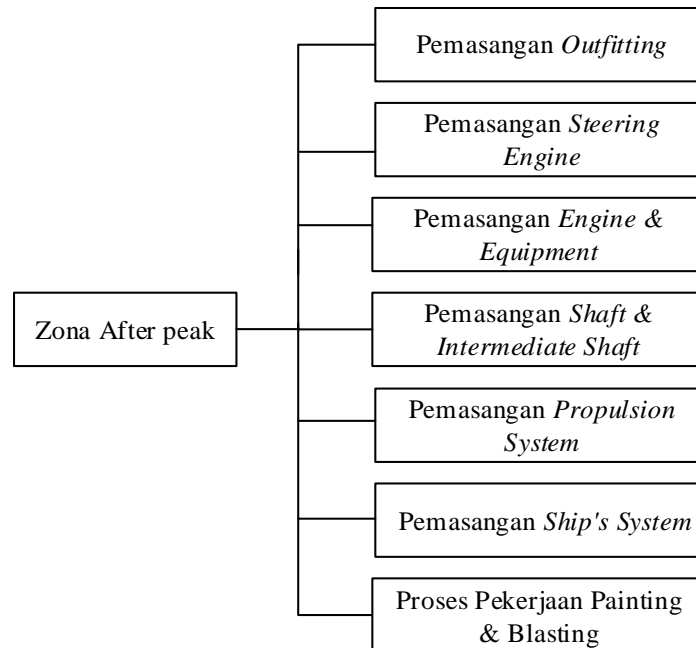 Pemasangan Outfitting
Pemasangan Steering
Engine
Pemasangan Engine &
Equipment
Zona After peak
Pemasangan Shaft &
Intermediate Shaft
Pemasangan Propulsion
System
Pemasangan Ship's System
Proses Pekerjaan Painting
& Blasting